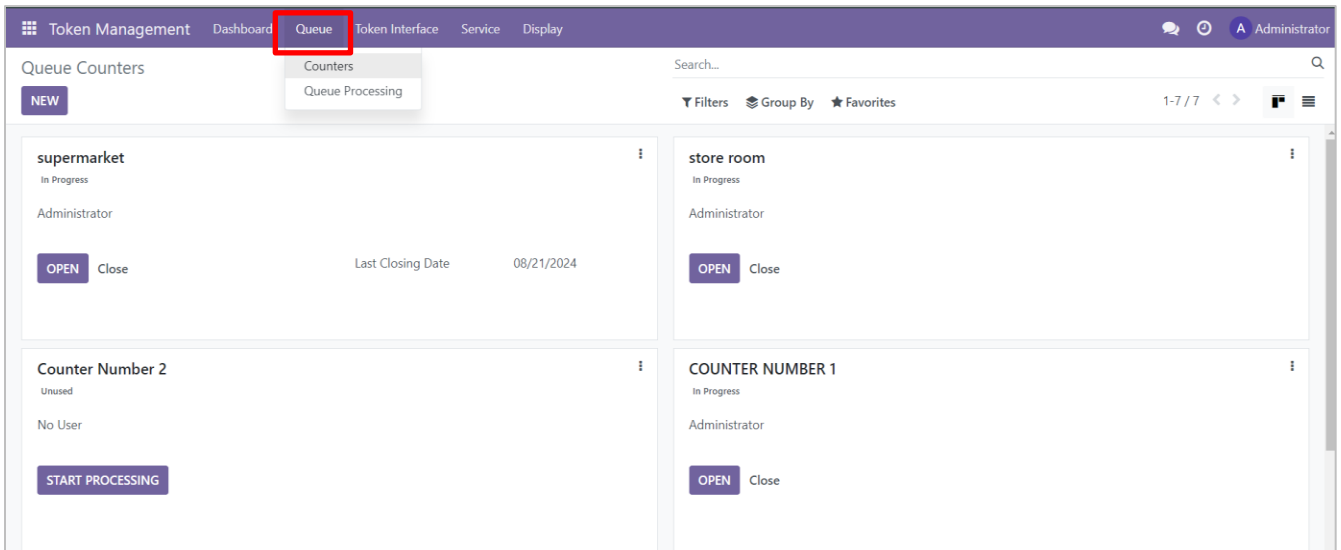 Token Management Dashboard Queue Token Interface Service Display A Administrator
Queue Counters
Search...
Counters
Queue Processing
NEW
Filters Group By Favorites 1-7 / 7
supermarket
In Progress
Administrator
OPEN Close Last Closing Date 08/21/2024
store room
In Progress
Administrator
OPEN Close
Counter Number 2
Unused
No User
START PROCESSING
COUNTER NUMBER 1
In Progress
Administrator
OPEN Close